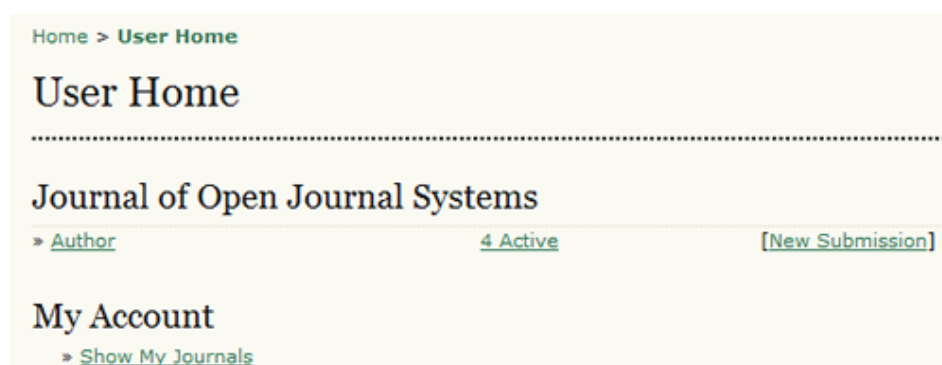 Home > User Home
User Home
Journal of Open Journal Systems
» Author 4 Active [New Submission]
My Account
» Show My Journals